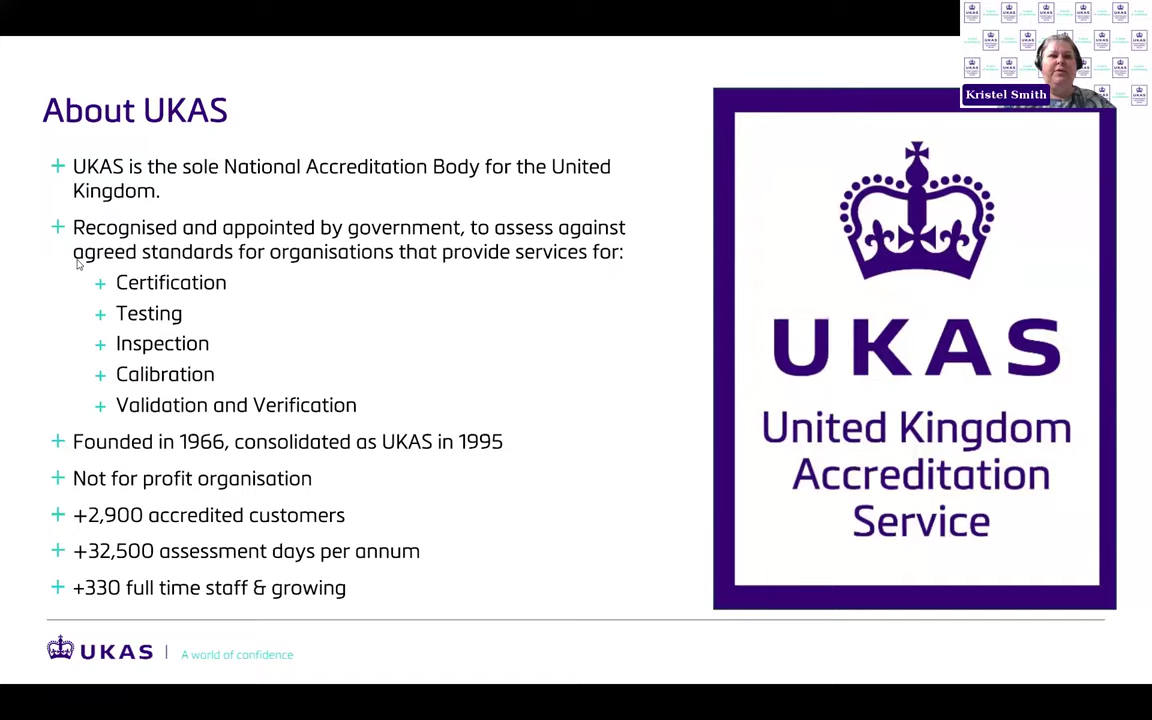 About UKAS
+ UKAS is the sole National Accreditation Body for the United
Kingdom.
+ Recognised and appointed by government, to assess against
agreed standards for organisations that provide services for:
+ Certification
+ Testing
+ Inspection
+ Calibration
+ Validation and Verification
+ Founded in 1966, consolidated as UKAS in 1995
+ Not for profit organisation
+ +2,900 accredited customers
+ +32,500 assessment days per annum
+ +330 full time staff & growing
UKAS
United Kingdom
Accreditation
Service
Kristel Smith
UKAS | A world of confidence